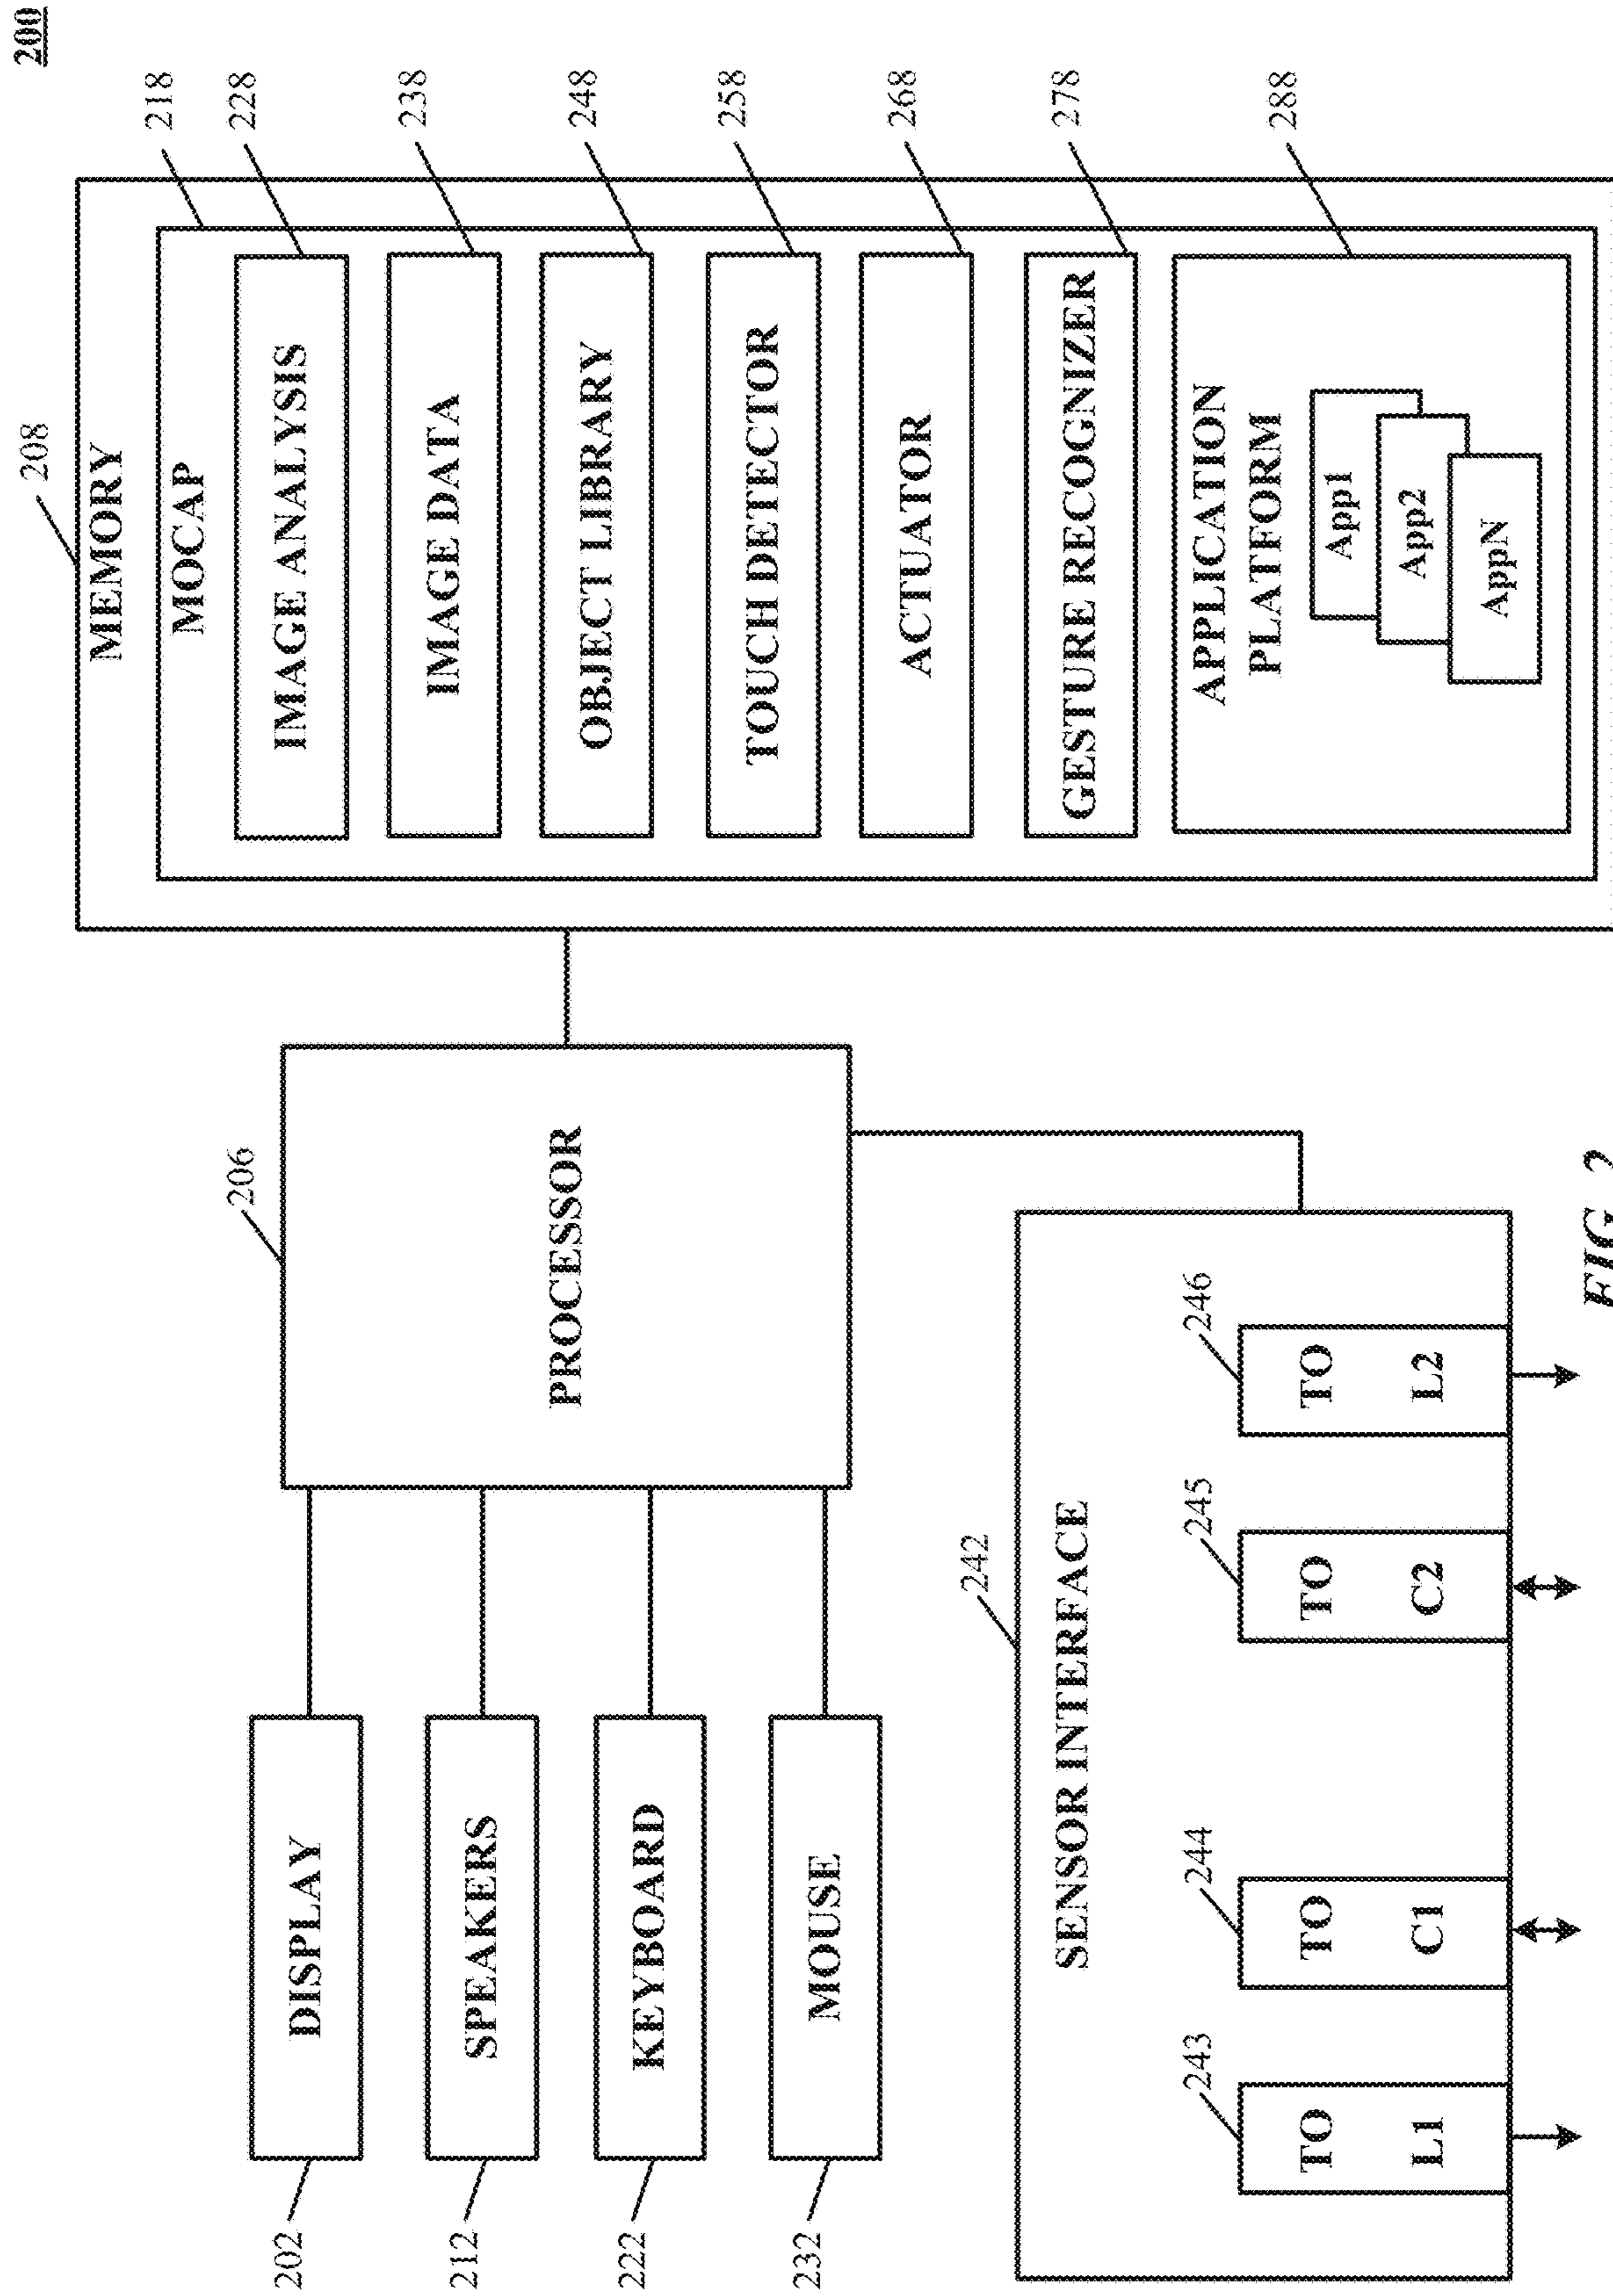 200
202
DISPLAY
212
SPEAKERS
222
KEYBOARD
232
MOUSE
206
PROCESSOR
208
MEMORY
218
MOCAP
228
IMAGE ANALYSIS
238
IMAGE DATA
248
OBJECT LIBRARY
258
TOUCH DETECTOR
268
ACTUATOR
278
GESTURE RECOGNIZER
288
APPLICATION
PLATFORM
App1
App2
AppN
242
SENSOR INTERFACE
243
TO
L1
244
TO
C1
245
TO
C2
246
TO
L2
FIG. 2